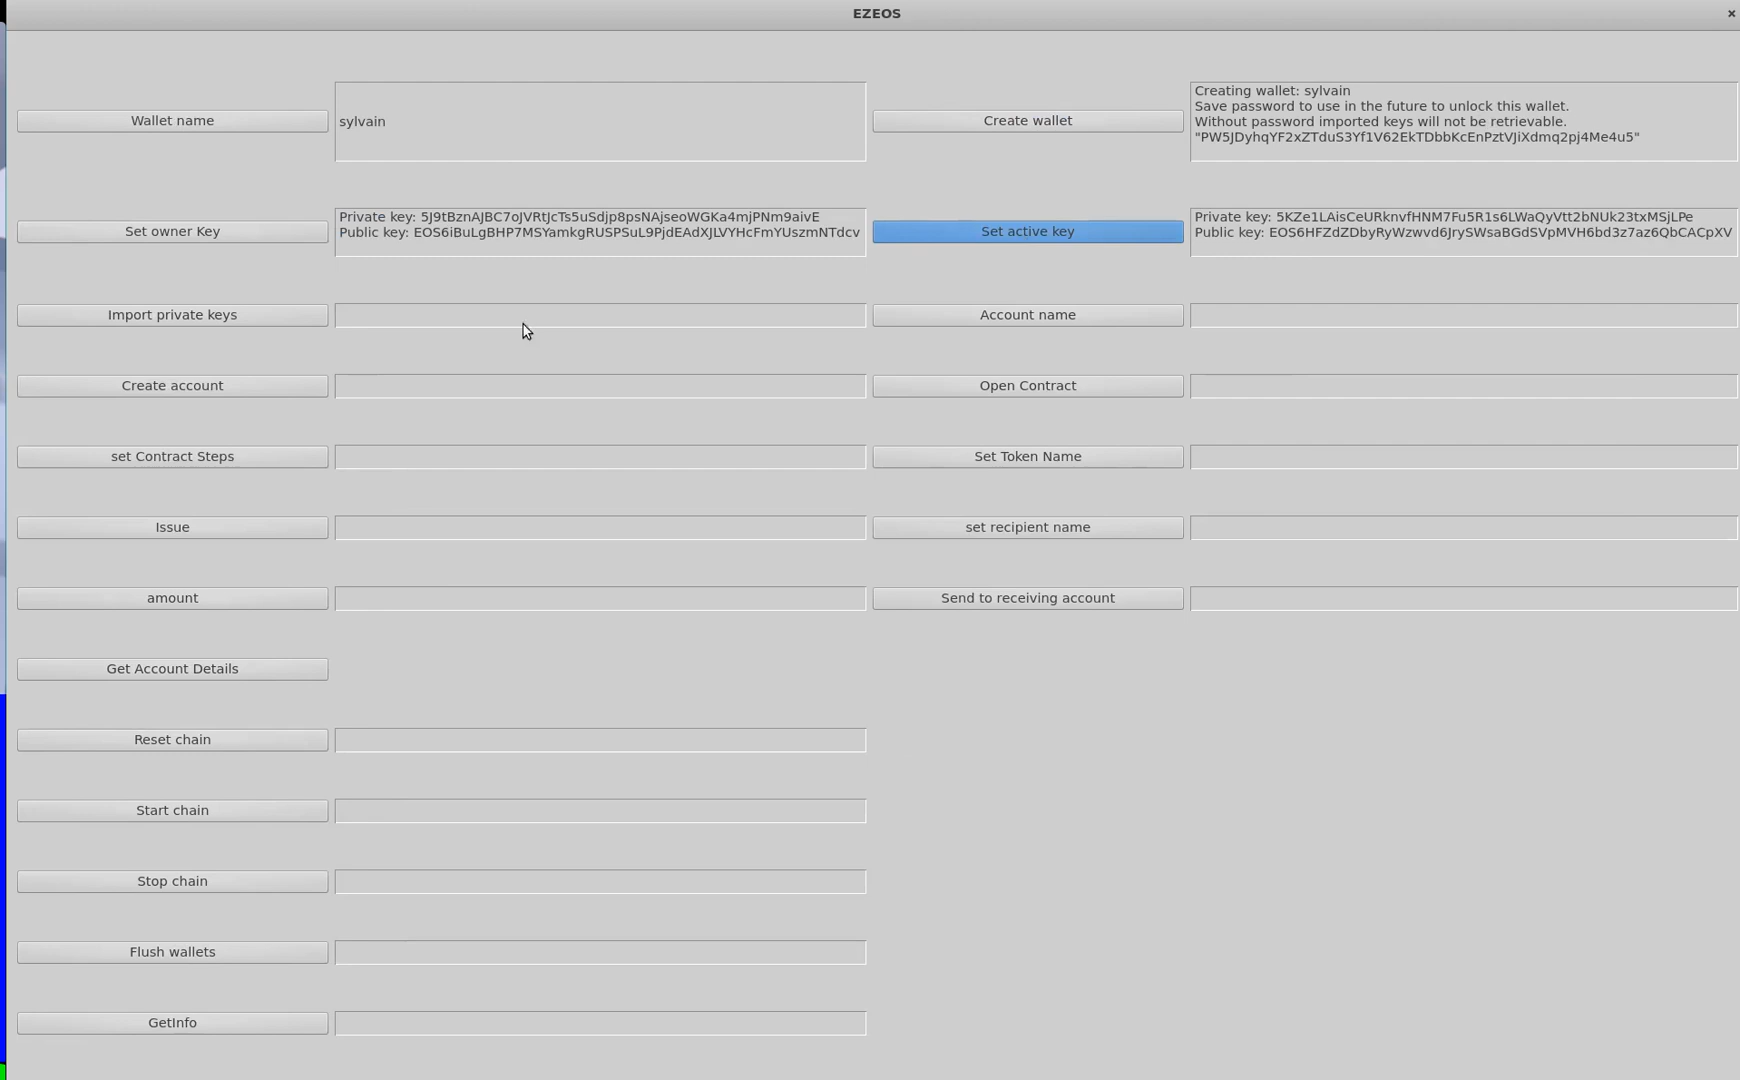 EZEOS
×
Wallet name
sylvain
Create wallet
Creating wallet: sylvain
Save password to use in the future to unlock this wallet.
Without password imported keys will not be retrievable.
"PW5JDyhqYF2xZTduS3Yf1V62EkTDbbKcEnPztVJiXdmq2pj4Me4u5"
Set owner Key
Private key: 5J9tBznAJBC7oJVRtJcTs5uSdjp8psNAjseoWGKa4mjPNm9aivE
Public key: EOS6iBuLgBHP7MSYamkgRUSPSuL9PjdEAdXJLVYHcFmYUszmNTdcv
Set active key
Private key: 5KZe1LAisCeURknvfHNM7Fu5R1s6LWaQyVtt2bNUk23txMSjLPe
Public key: EOS6HFZdZDbyRyWzwvd6JrySWsaBGdSVpMVH6bd3z7az6QbCACpXV
Import private keys
Account name
Create account
Open Contract
set Contract Steps
Set Token Name
Issue
set recipient name
amount
Send to receiving account
Get Account Details
Reset chain
Start chain
Stop chain
Flush wallets
GetInfo